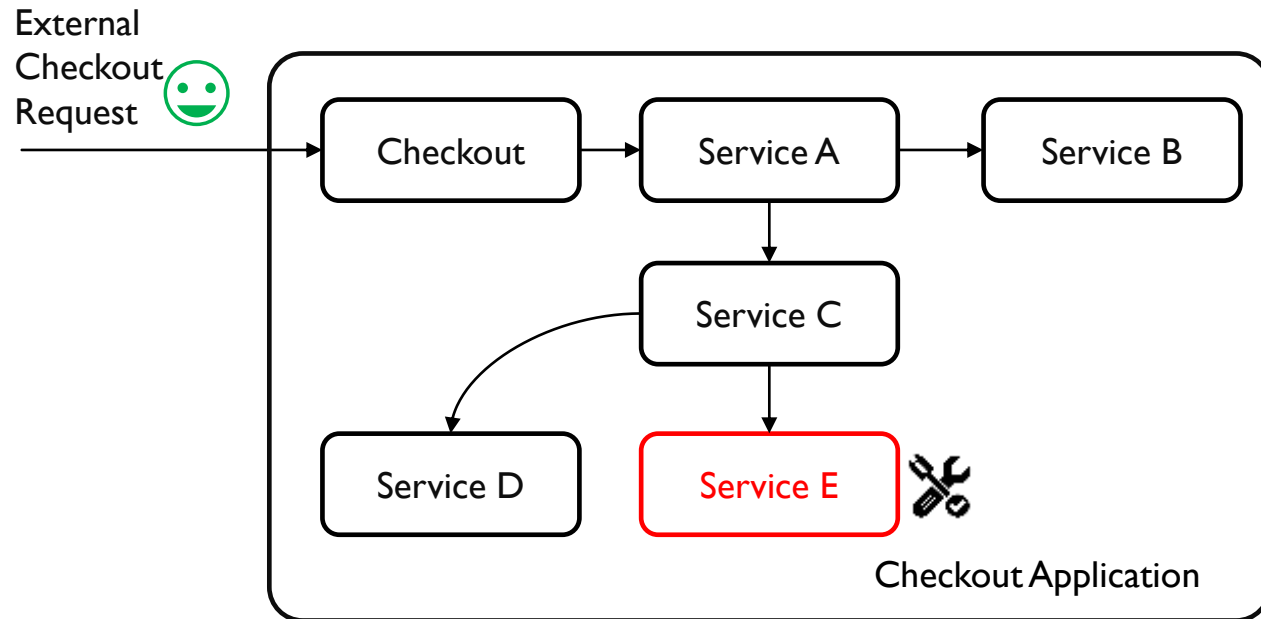 External
Checkout
Request
Checkout
Service A
Service B
Service C
Service D
Service E
Checkout Application